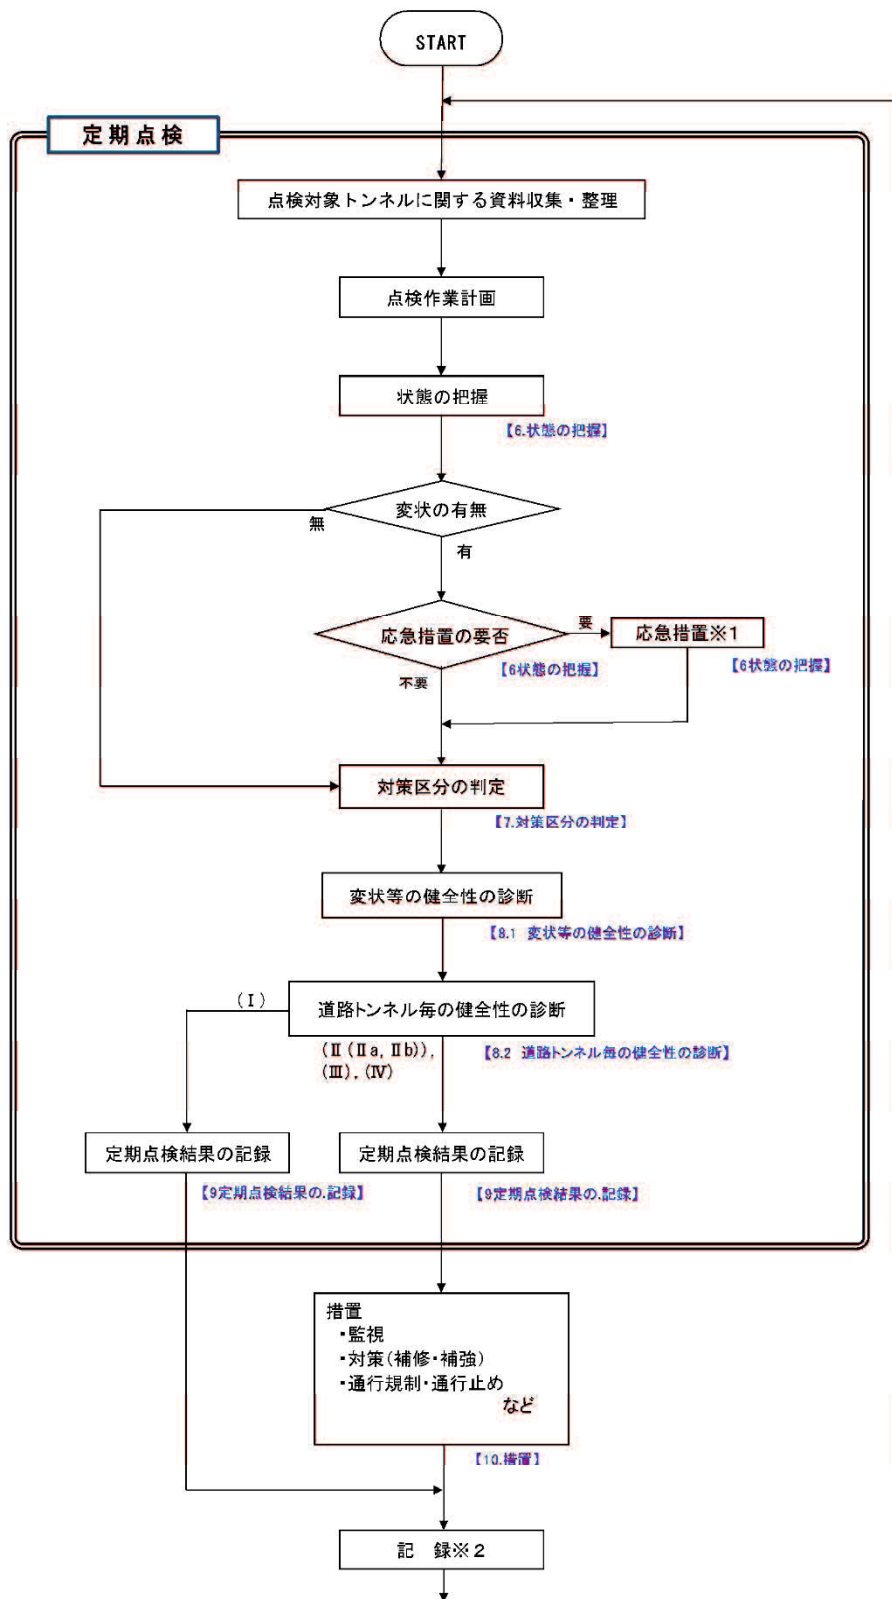 START
定期点検
点検対象トンネルに関する資料収集・整理
点検作業計画
状態の把握
【6.状態の把握】
変状の有無
無
有
応急措置の要否
要
応急措置※1
【6状態の把握】
【6状態の把握】
不要
対策区分の判定
【7.対策区分の判定】
変状等の健全性の診断
【8.1 変状等の健全性の診断】
(Ⅰ)
道路トンネル毎の健全性の診断
(Ⅱ(Ⅱa, Ⅱb)),
(Ⅲ), (Ⅳ)
【8.2 道路トンネル毎の健全性の診断】
定期点検結果の記録
定期点検結果の記録
【9定期点検結果の.記録】
【9定期点検結果の.記録】
措置
・監視
・対策(補修・補強)
・通行規制・通行止め
など
【10.措置】
記 録※2